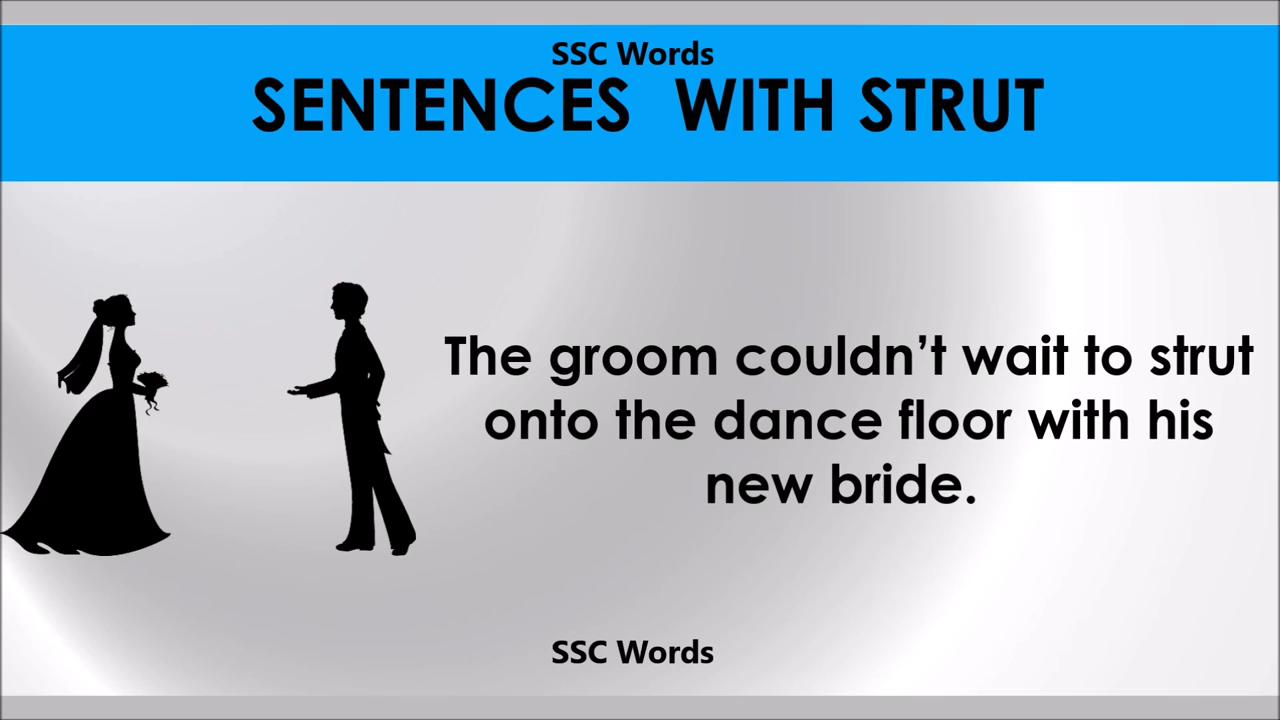 SSC Words
SENTENCES  WITH STRUT
The groom couldn’t wait to strut
onto the dance floor with his
new bride.
SSC Words